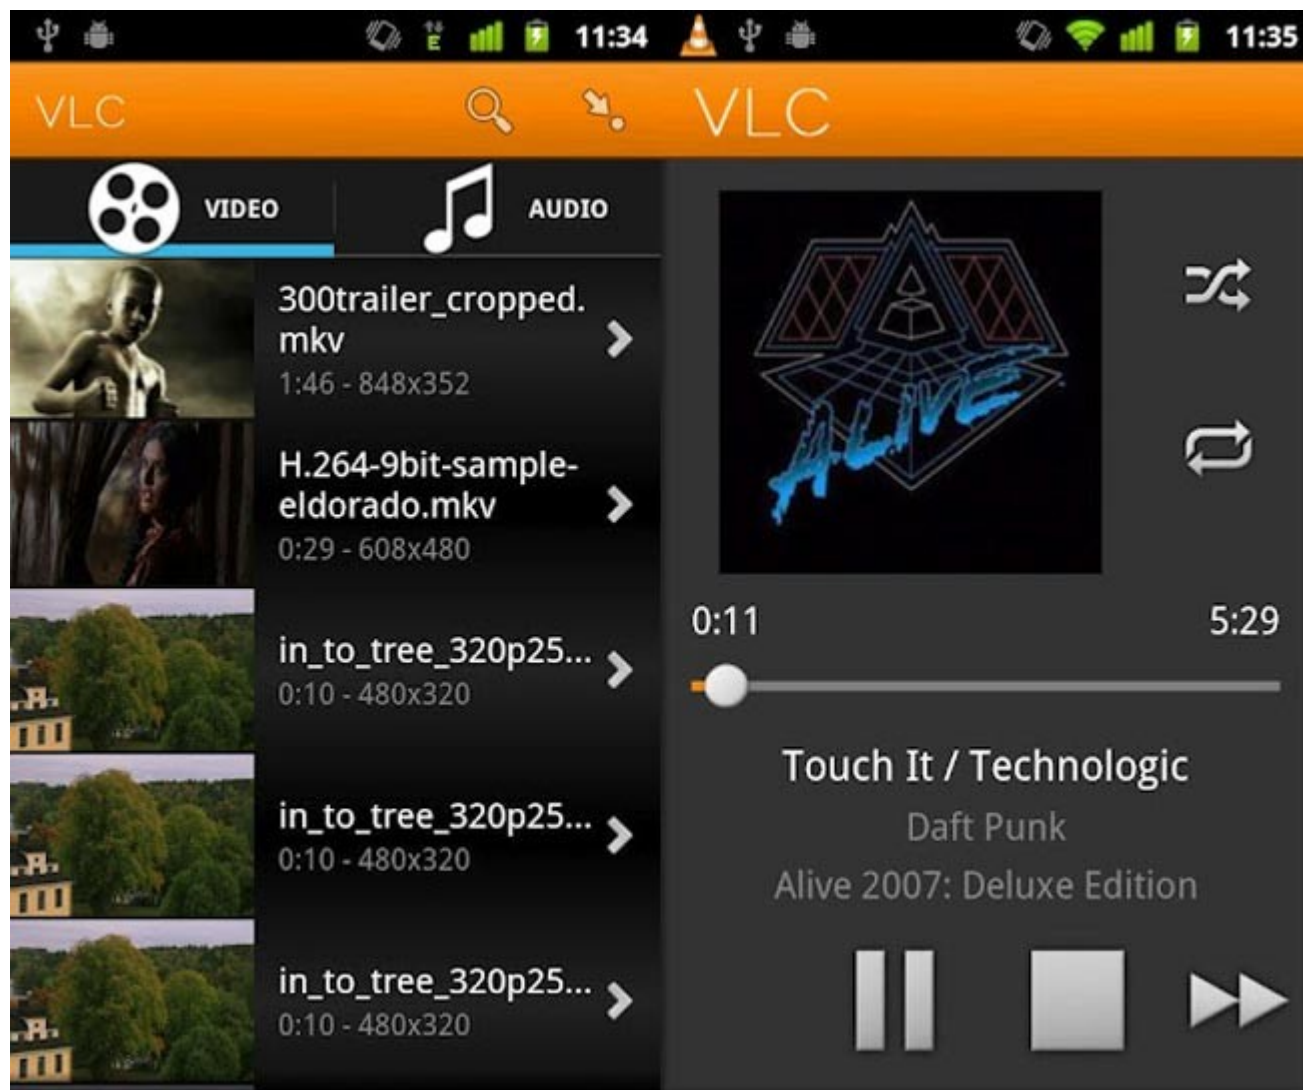 11:34
VLC
VIDEO
AUDIO
300trailer_cropped.
mkv
1:46 - 848x352
H.264-9bit-sample-
eldorado.mkv
0:29 - 608x480
in_to_tree_320p25...
0:10 - 480x320
in_to_tree_320p25...
0:10 - 480x320
in_to_tree_320p25...
0:10 - 480x320
11:35
VLC
ALIVE
0:11
5:29
Touch It / Technologic
Daft Punk
Alive 2007: Deluxe Edition